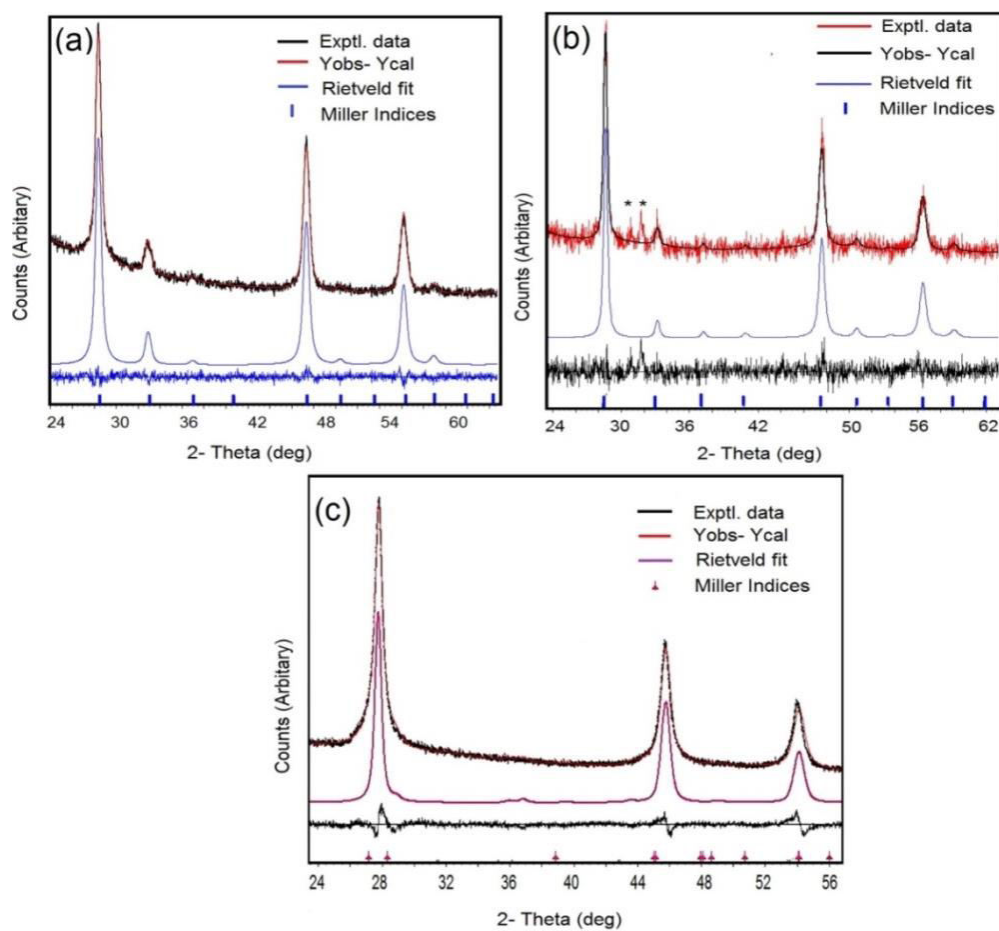 (a)
Exptl. data
Yobs- Ycal
Rietveld fit
Miller Indices
Counts (Arbitary)
24 30 36 42 48 54 60
2- Theta (deg)
(b)
Exptl. data
Yobs- Ycal
Rietveld fit
Miller Indices
* *
Counts (Arbitary)
24 32 36 42 50 56 62
2- Theta (deg)
(c)
Exptl. data
Yobs- Ycal
Rietveld fit
Miller Indices
Counts (Arbitary)
24 28 32 36 40 44 48 52 56
2- Theta (deg)